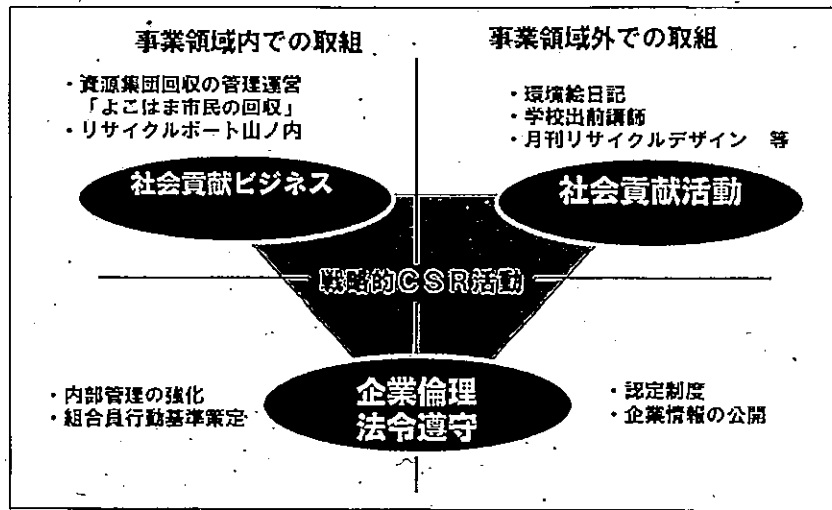 事業領域内での取組
・資源集団回収の管理運営
「よこはま市民の回収」
・リサイクルポート山ノ内
社会貢献ビジネス
事業領域外での取組
・環境絵日記
・学校出前講師
・月刊リサイクルデザイン 等
社会貢献活動
戦略的CSR活動
・内部管理の強化
・組合員行動基準策定
企業倫理
法令遵守
・認定制度
・企業情報の公開